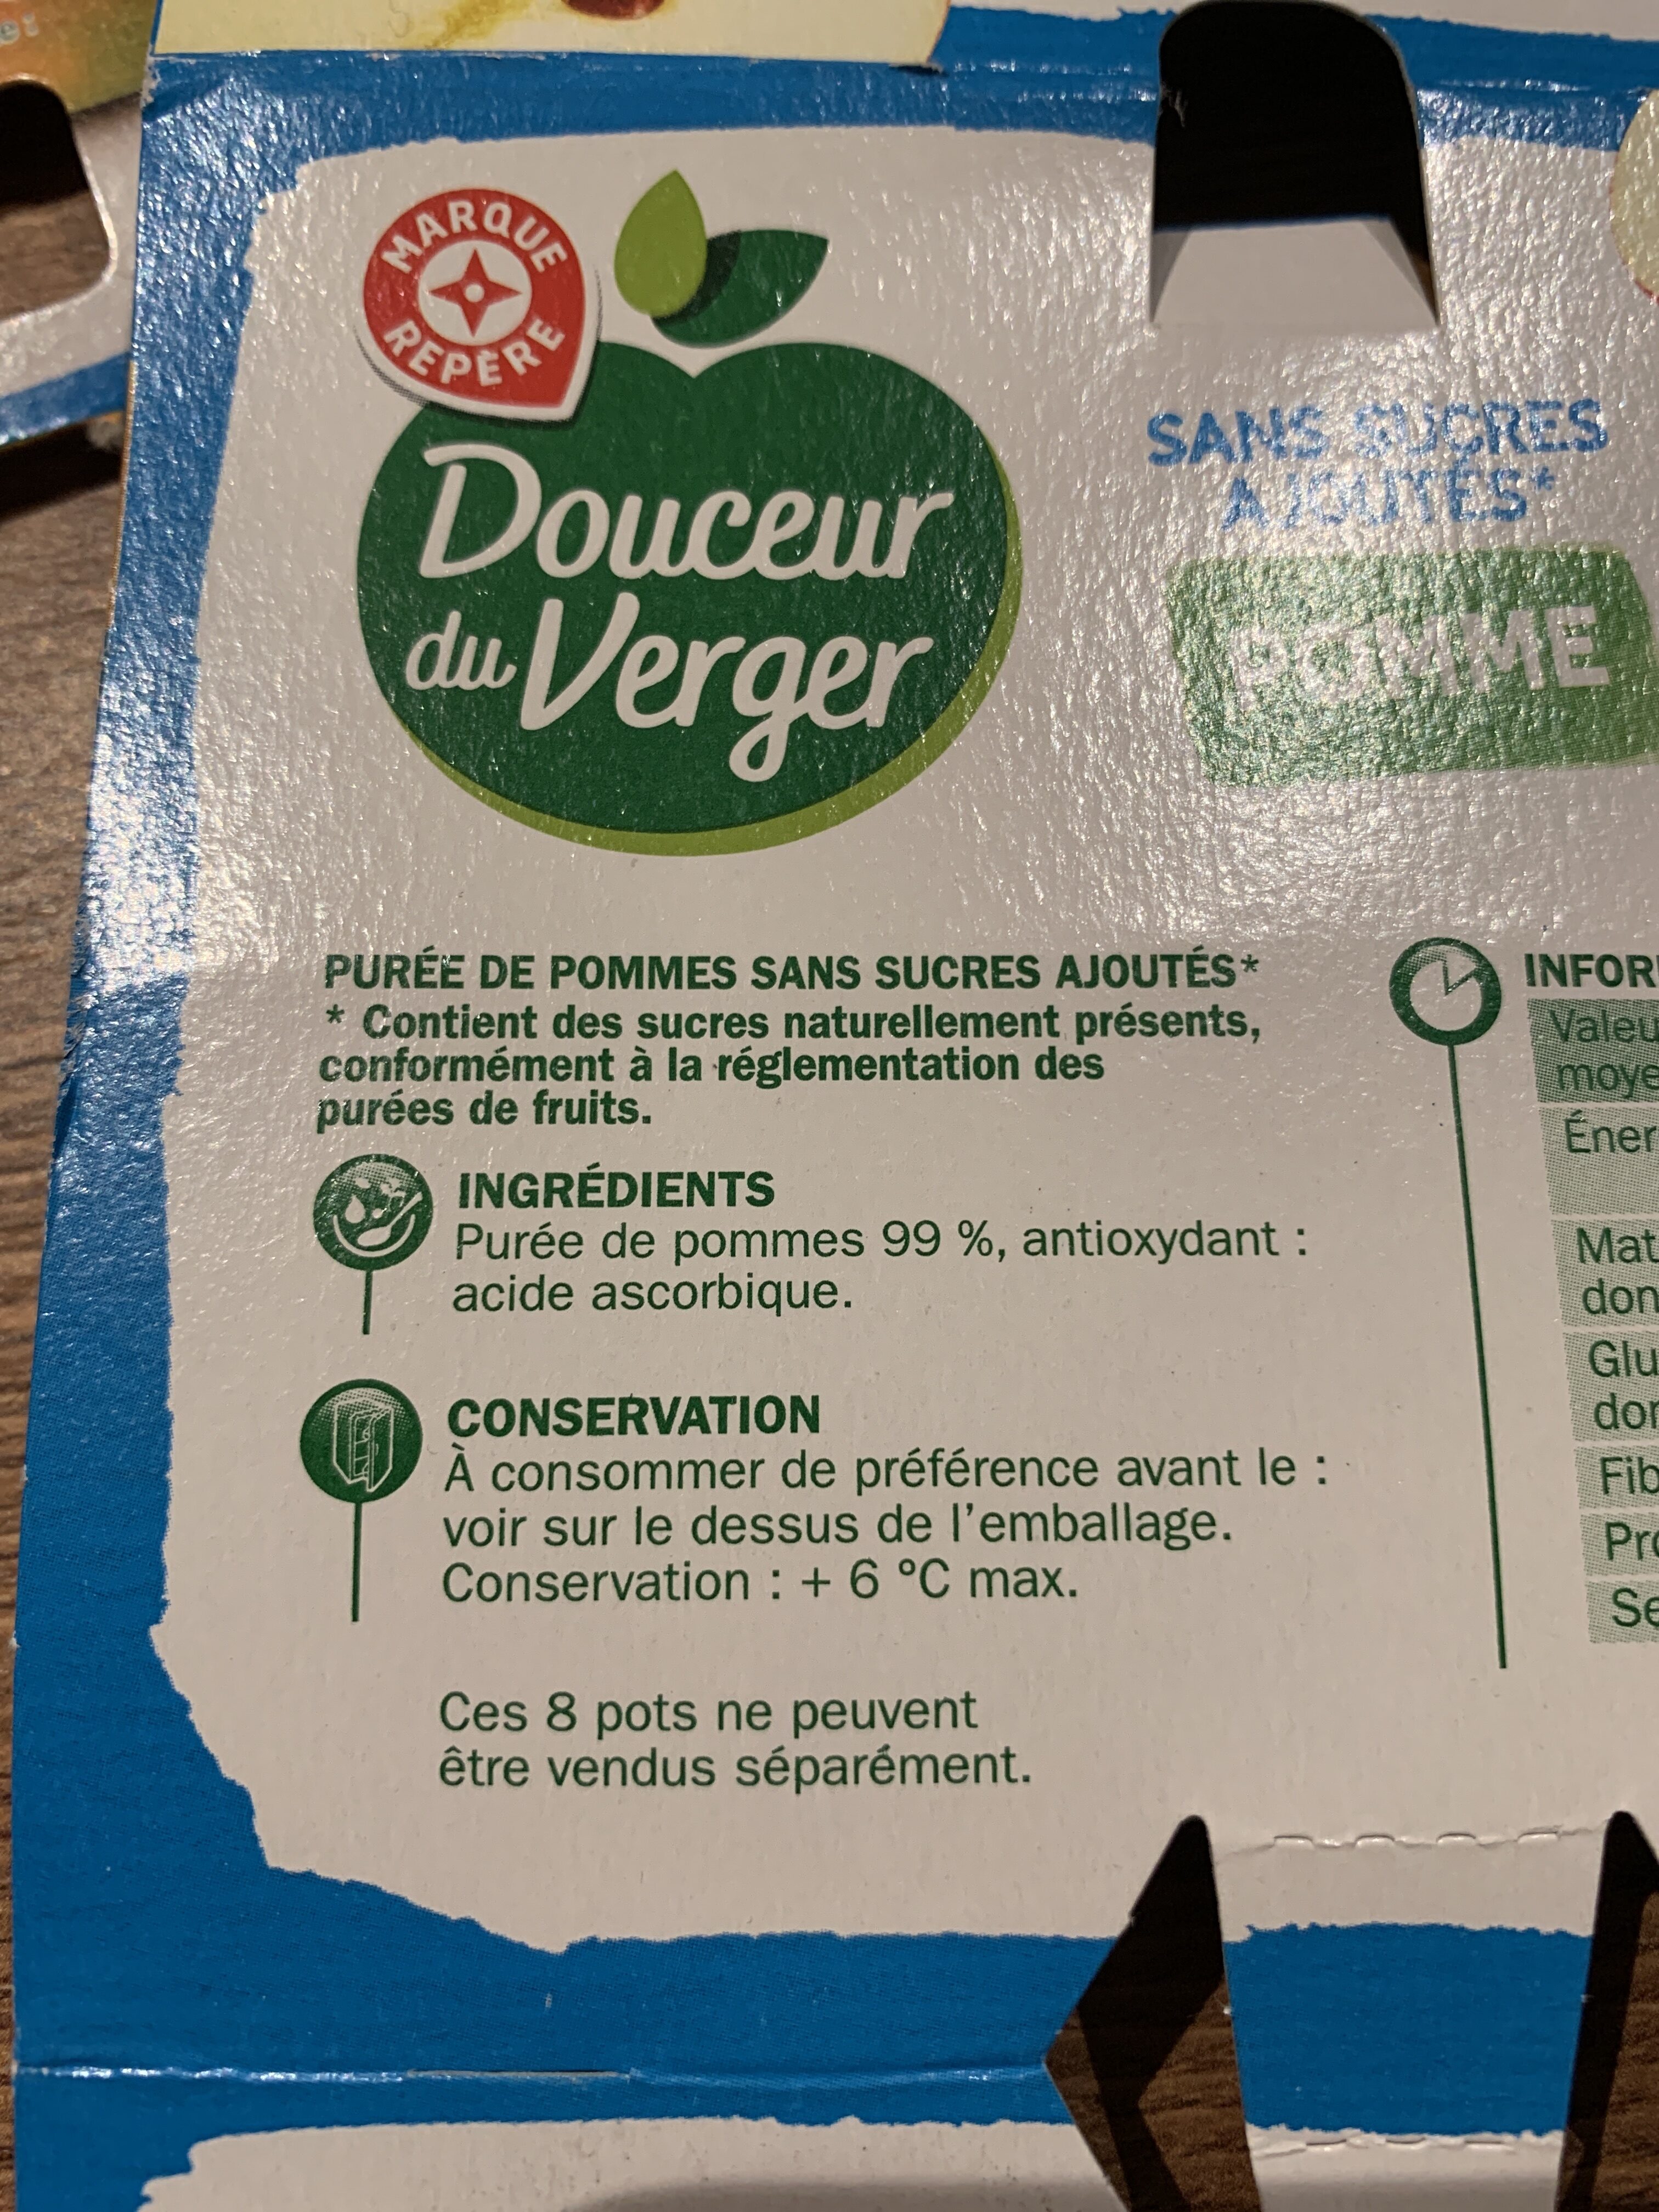 MARQUE
REPÈRE
Douceur
du Verger
SANS SUCRES
AJOUTÉS*
POMME
PURÉE DE POMMES SANS SUCRES AJOUTÉS*
* Contient des sucres naturellement présents,
conformément à la réglementation des
purées de fruits.
INGRÉDIENTS
Purée de pommes 99 %, antioxydant :
acide ascorbique.
CONSERVATION
À consommer de préférence avant le :
voir sur le dessus de l'emballage.
Conservation : + 6 °C max.
Ces 8 pots ne peuvent
être vendus séparément.